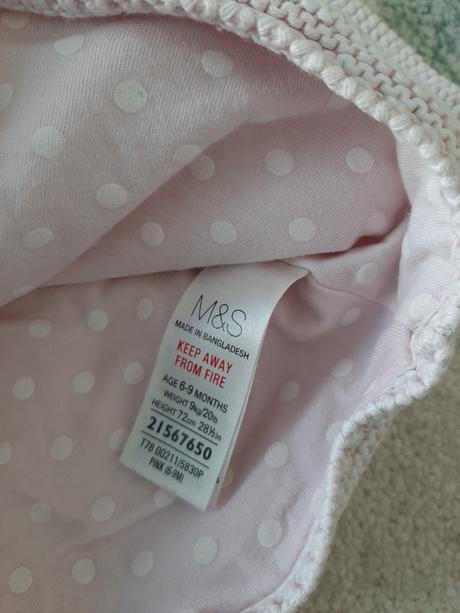 M&S
MADE IN BANGLADESH
KEEP AWAY
FROM FIRE
AGE 6-9 MONTHS
WEIGHT 9kg/20lb
HEIGHT 72cm 28½in
21567650
T78 00211/5830P
PINK (6-9M)